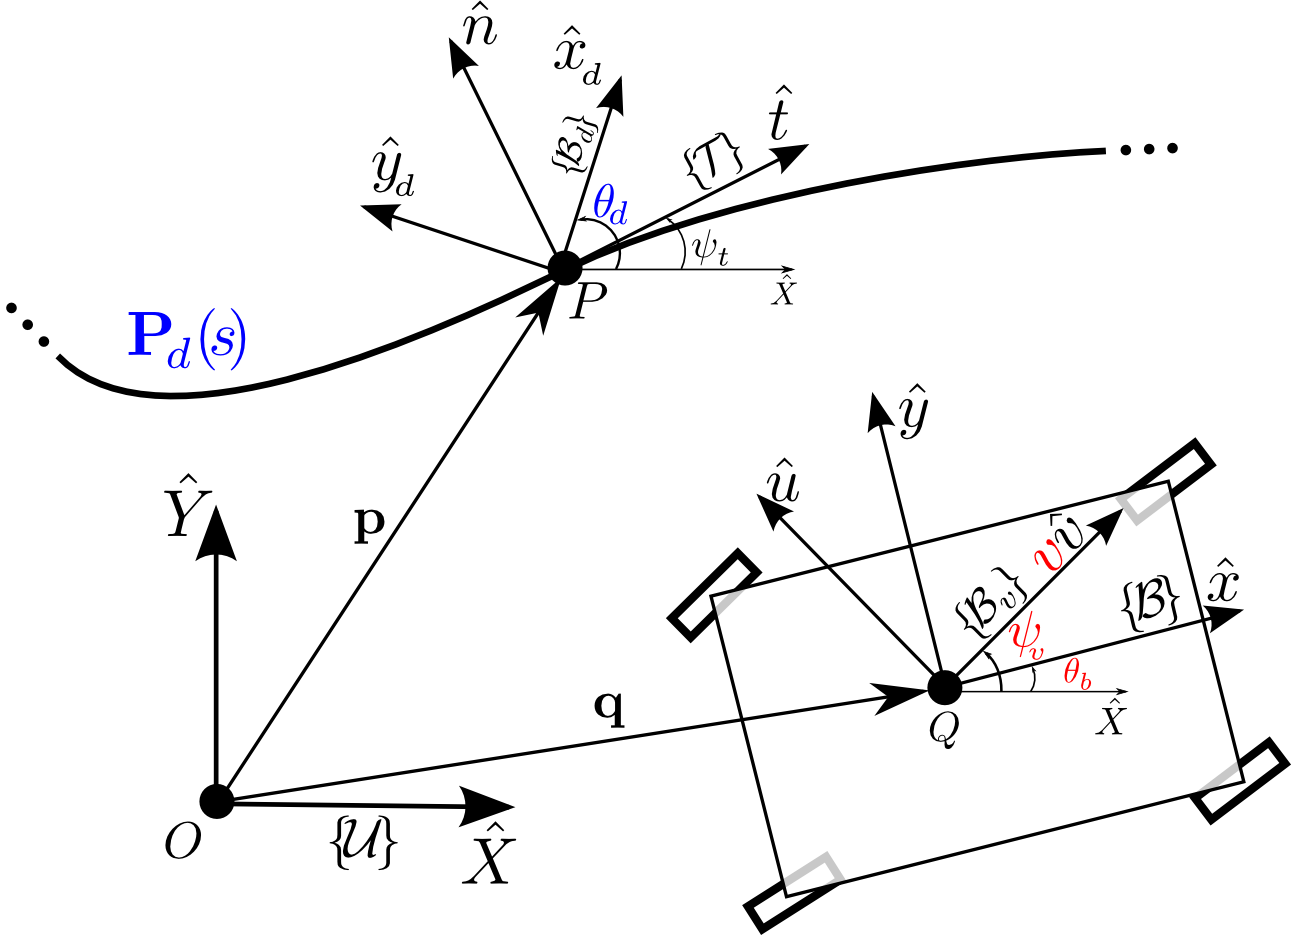 n̂
x̂_d
t̂
{B_d}
{T}
ŷ_d
θ_d
ψ_t
P
X̂
P_d(s)
ŷ
û
Ŷ
p
v v̂
{B_v}
{B}
x̂
ψ_v
θ_b
q
Q
X̂
O
{U}
X̂